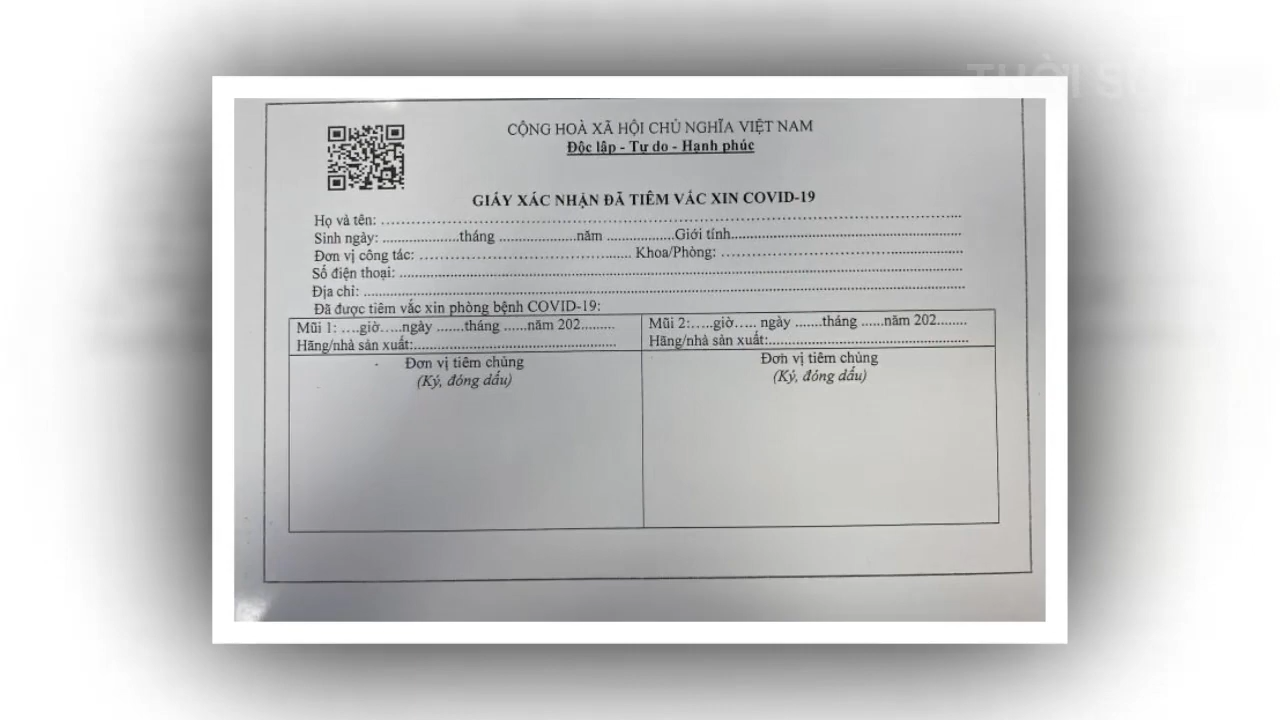 THỜI S
CỘNG HOÀ XÃ HỘI CHỦ NGHĨA VIỆT NAM
Độc lập - Tự do - Hạnh phúc
GIẤY XÁC NHẬN ĐÃ TIÊM VẮC XIN COVID-19
Họ và tên: ........................................................................
Sinh ngày: .....................tháng .....................năm ..................Giới tính..................................................
Đơn vị công tác: ........................................... Khoa/Phòng: ..............................................
Số điện thoại: ........................................................................
Địa chỉ: ........................................................................
Đã được tiêm vắc xin phòng bệnh COVID-19:
Mũi 1: ....giờ.....ngày .......tháng ......năm 202.........
Hãng/nhà sản xuất:....................................................
Đơn vị tiêm chủng
(Ký, đóng dấu)
Mũi 2:.....giờ..... ngày .......tháng ......năm 202........
Hãng/nhà sản xuất:....................................................
Đơn vị tiêm chủng
(Ký, đóng dấu)